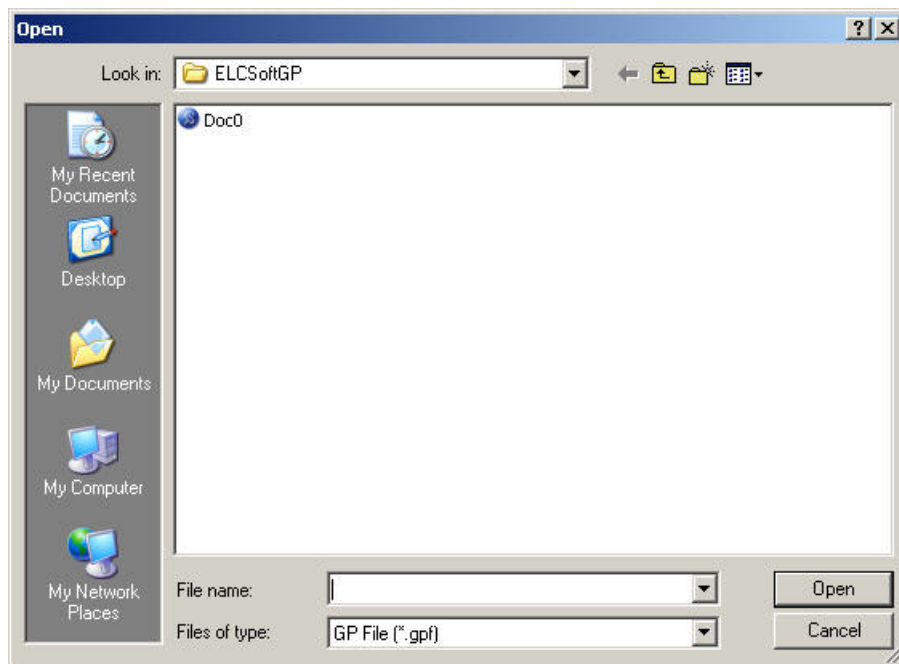 Open
Look in: ELCSoftGP
Doc0
My Recent
Documents
Desktop
My Documents
My Computer
My Network
Places
File name:
Open
Files of type: GP File (*.gpf)
Cancel